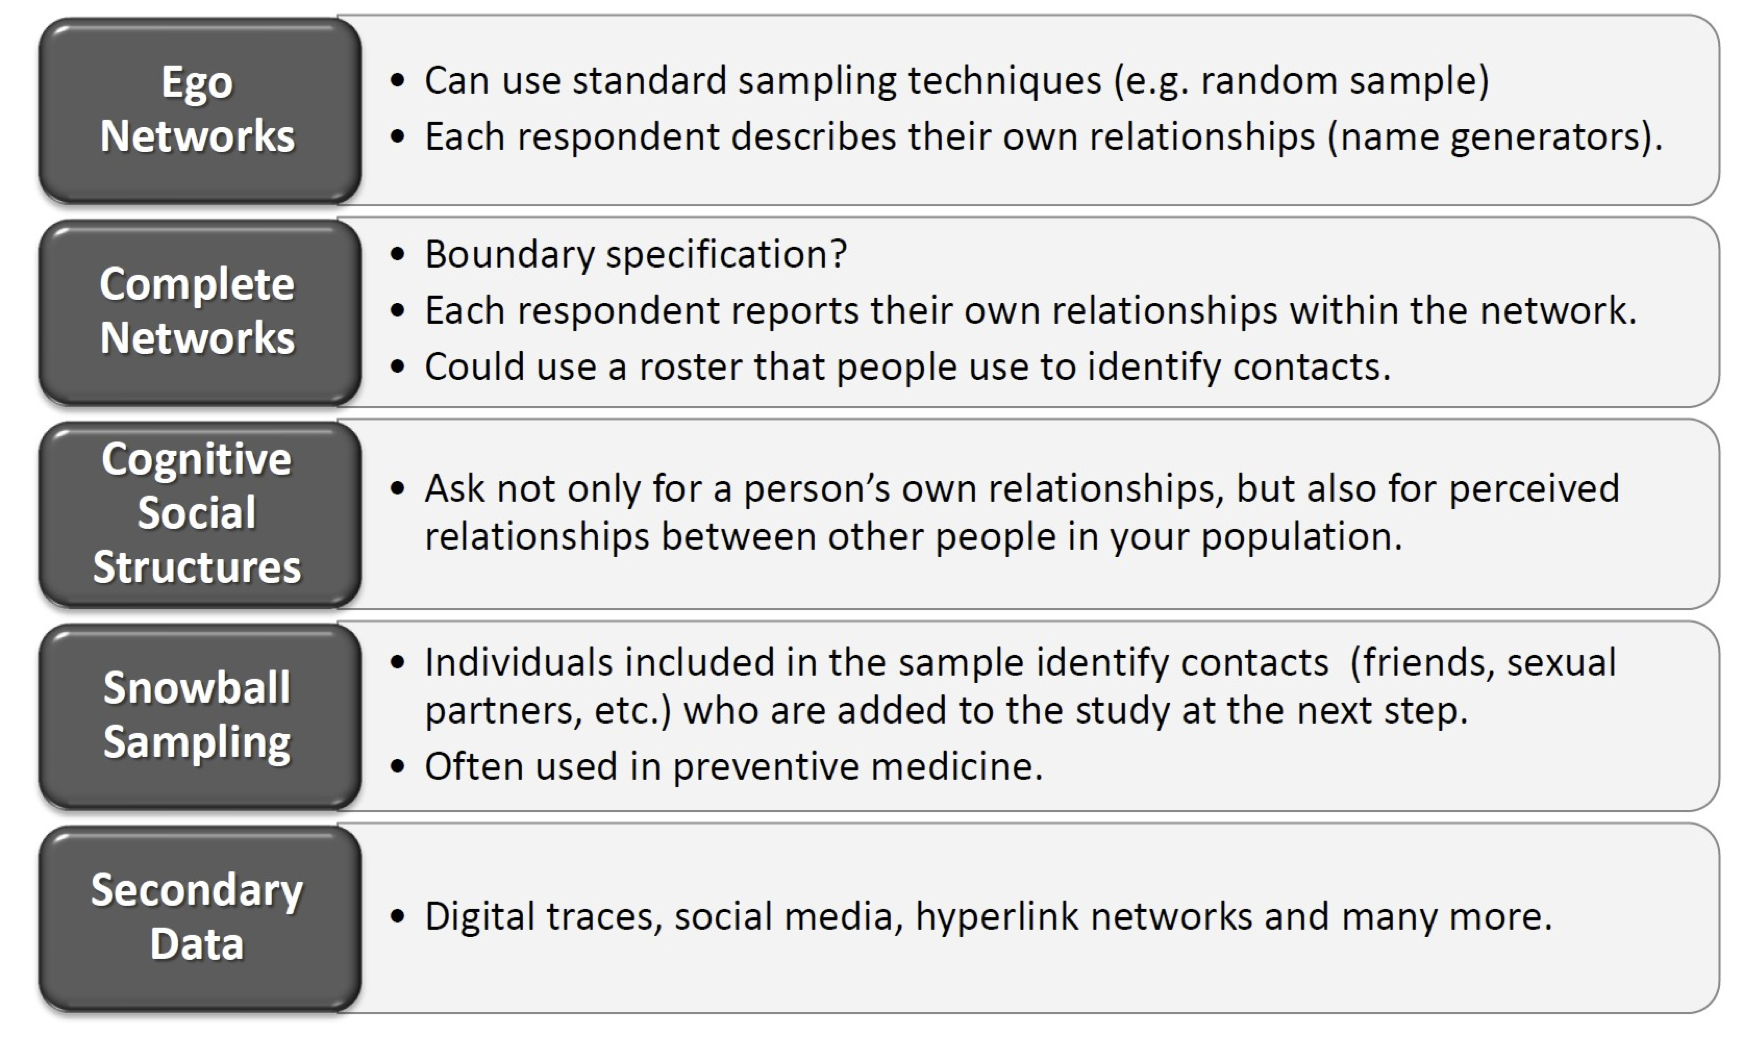 Ego
Networks
• Can use standard sampling techniques (e.g. random sample)
• Each respondent describes their own relationships (name generators).
Complete
Networks
• Boundary specification?
• Each respondent reports their own relationships within the network.
• Could use a roster that people use to identify contacts.
Cognitive
Social
Structures
• Ask not only for a person’s own relationships, but also for perceived
relationships between other people in your population.
Snowball
Sampling
• Individuals included in the sample identify contacts  (friends, sexual
partners, etc.) who are added to the study at the next step.
• Often used in preventive medicine.
Secondary
Data
• Digital traces, social media, hyperlink networks and many more.